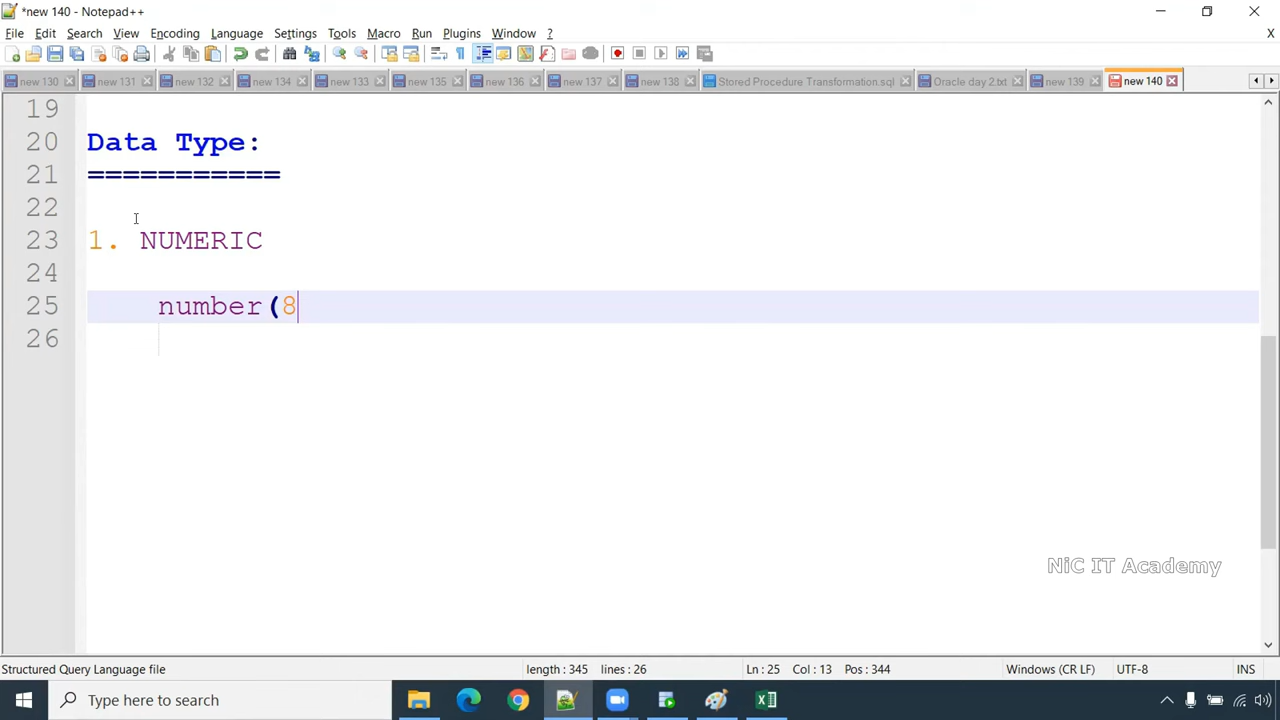 *new 140 - Notepad++
File Edit Search View Encoding Language Settings Tools Macro Run Plugins Window ? X
new 130 new 131 new 132 new 134 new 133 new 135 new 136 new 137 new 138 Stored Procedure Transformation.sql Oracle day 2.txt new 139 new 140
19
20 Data Type:
21 ===========
22
23 1. NUMERIC
24
25 number(8
26
NiC IT Academy
Structured Query Language file length : 345 lines : 26 Ln : 25 Col : 13 Pos : 344 Windows (CR LF) UTF-8 INS
Type here to search